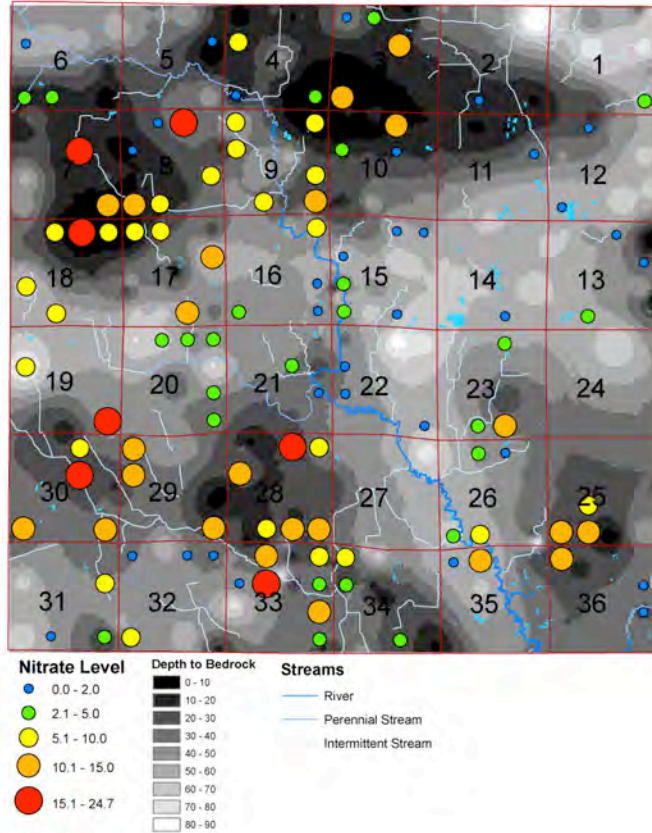 6 5 4 3 2 1
7 8 9 10 11 12
18 17 16 15 14 13
19 20 21 22 23 24
30 29 28 27 26 25
31 32 33 34 35 36
Nitrate Level
0.0 - 2.0
2.1 - 5.0
5.1 - 10.0
10.1 - 15.0
15.1 - 24.7
Depth to Bedrock
0 - 10
10 - 20
20 - 30
30 - 40
40 - 50
50 - 60
60 - 70
70 - 80
80 - 90
Streams
River
Perennial Stream
Intermittent Stream